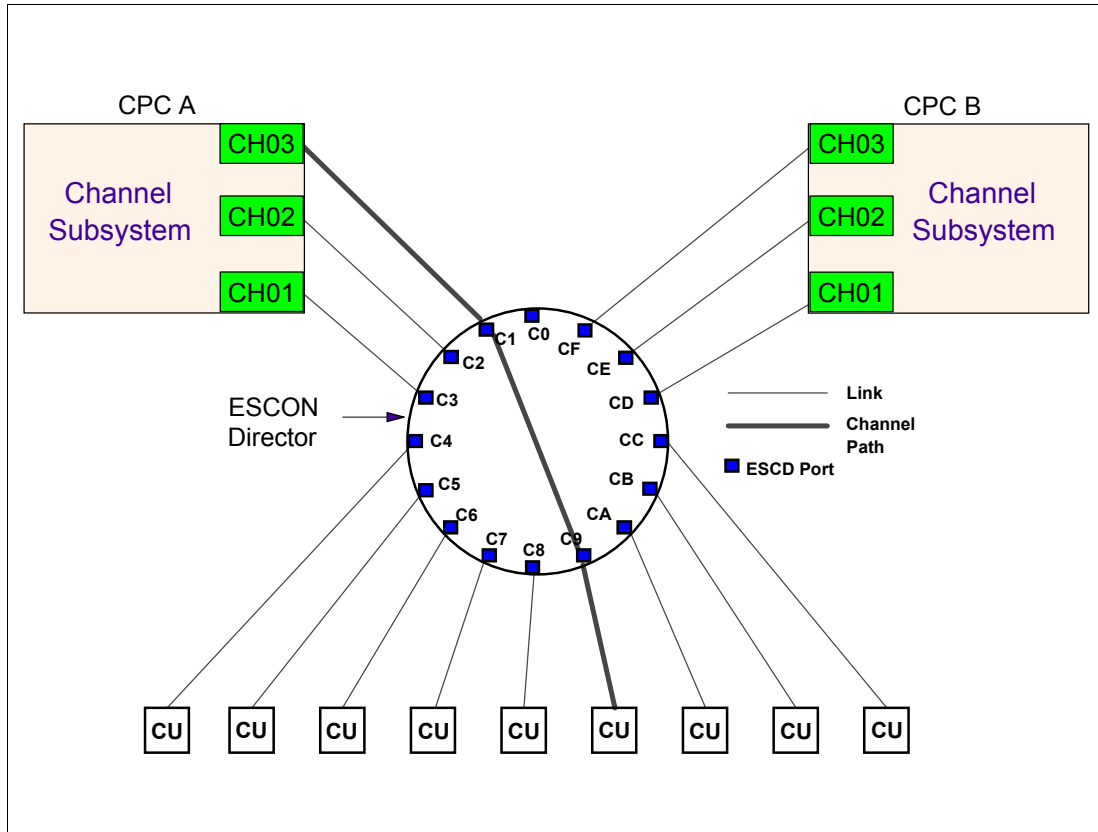 CPC A
CPC B
CH03
CH03
Channel
Subsystem
CH02
CH02
Channel
Subsystem
CH01
CH01
C0
C1
CF
C2
CE
C3
CD
ESCON
Director
C4
CC
C5
CB
C6
CA
C7
C8
C9
Link
Channel
Path
ESCD Port
CU
CU
CU
CU
CU
CU
CU
CU
CU